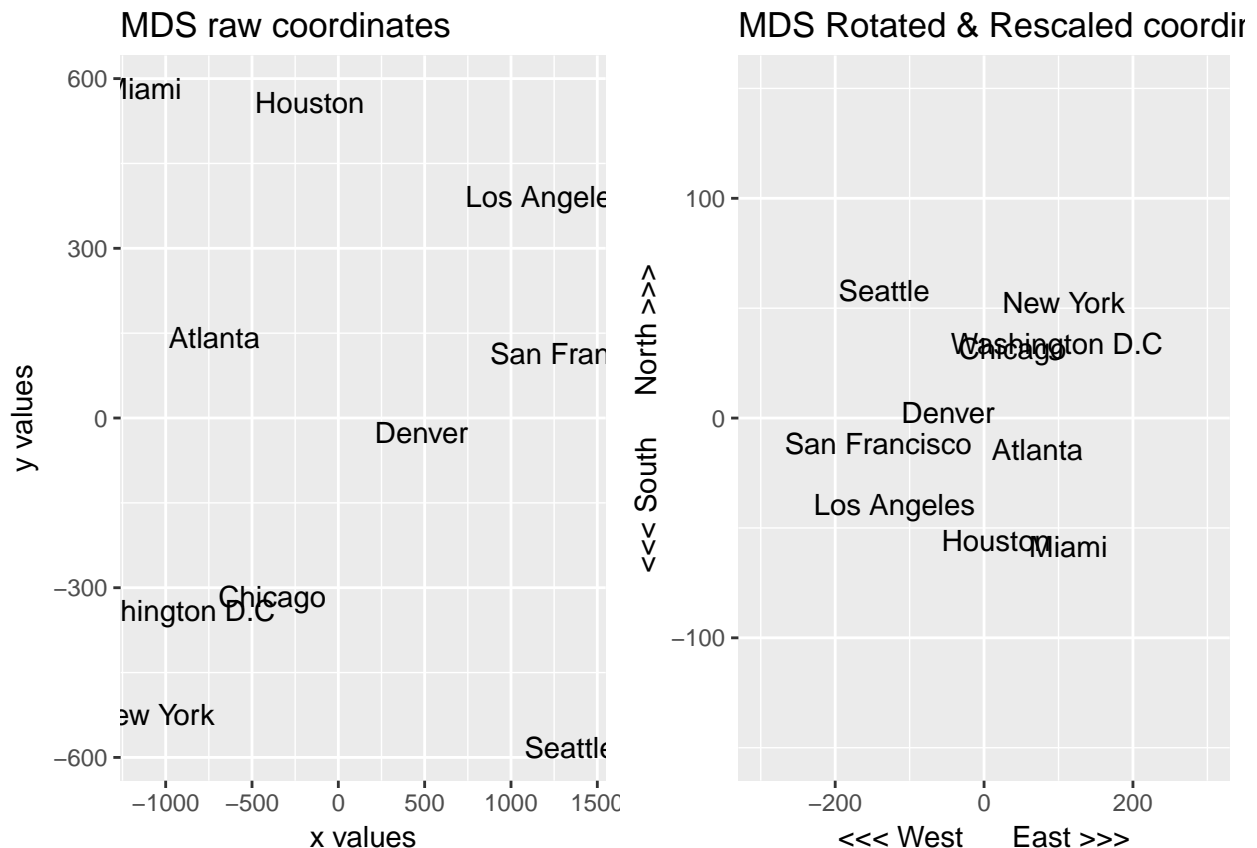 MDS raw coordinates
600
300
0
−300
−600
y values
Miami
Houston
Los Angele
Atlanta
San Fran
Denver
Chicago
hington D.C
ew York
Seattle
−1000
−500
0
500
1000
1500
x values
MDS Rotated & Rescaled coordin
100
0
−100
<<< South North >>>
Seattle
New York
Washington D.C
Chicago
Denver
San Francisco
Atlanta
Los Angeles
Houston
Miami
−200
0
200
<<< West East >>>